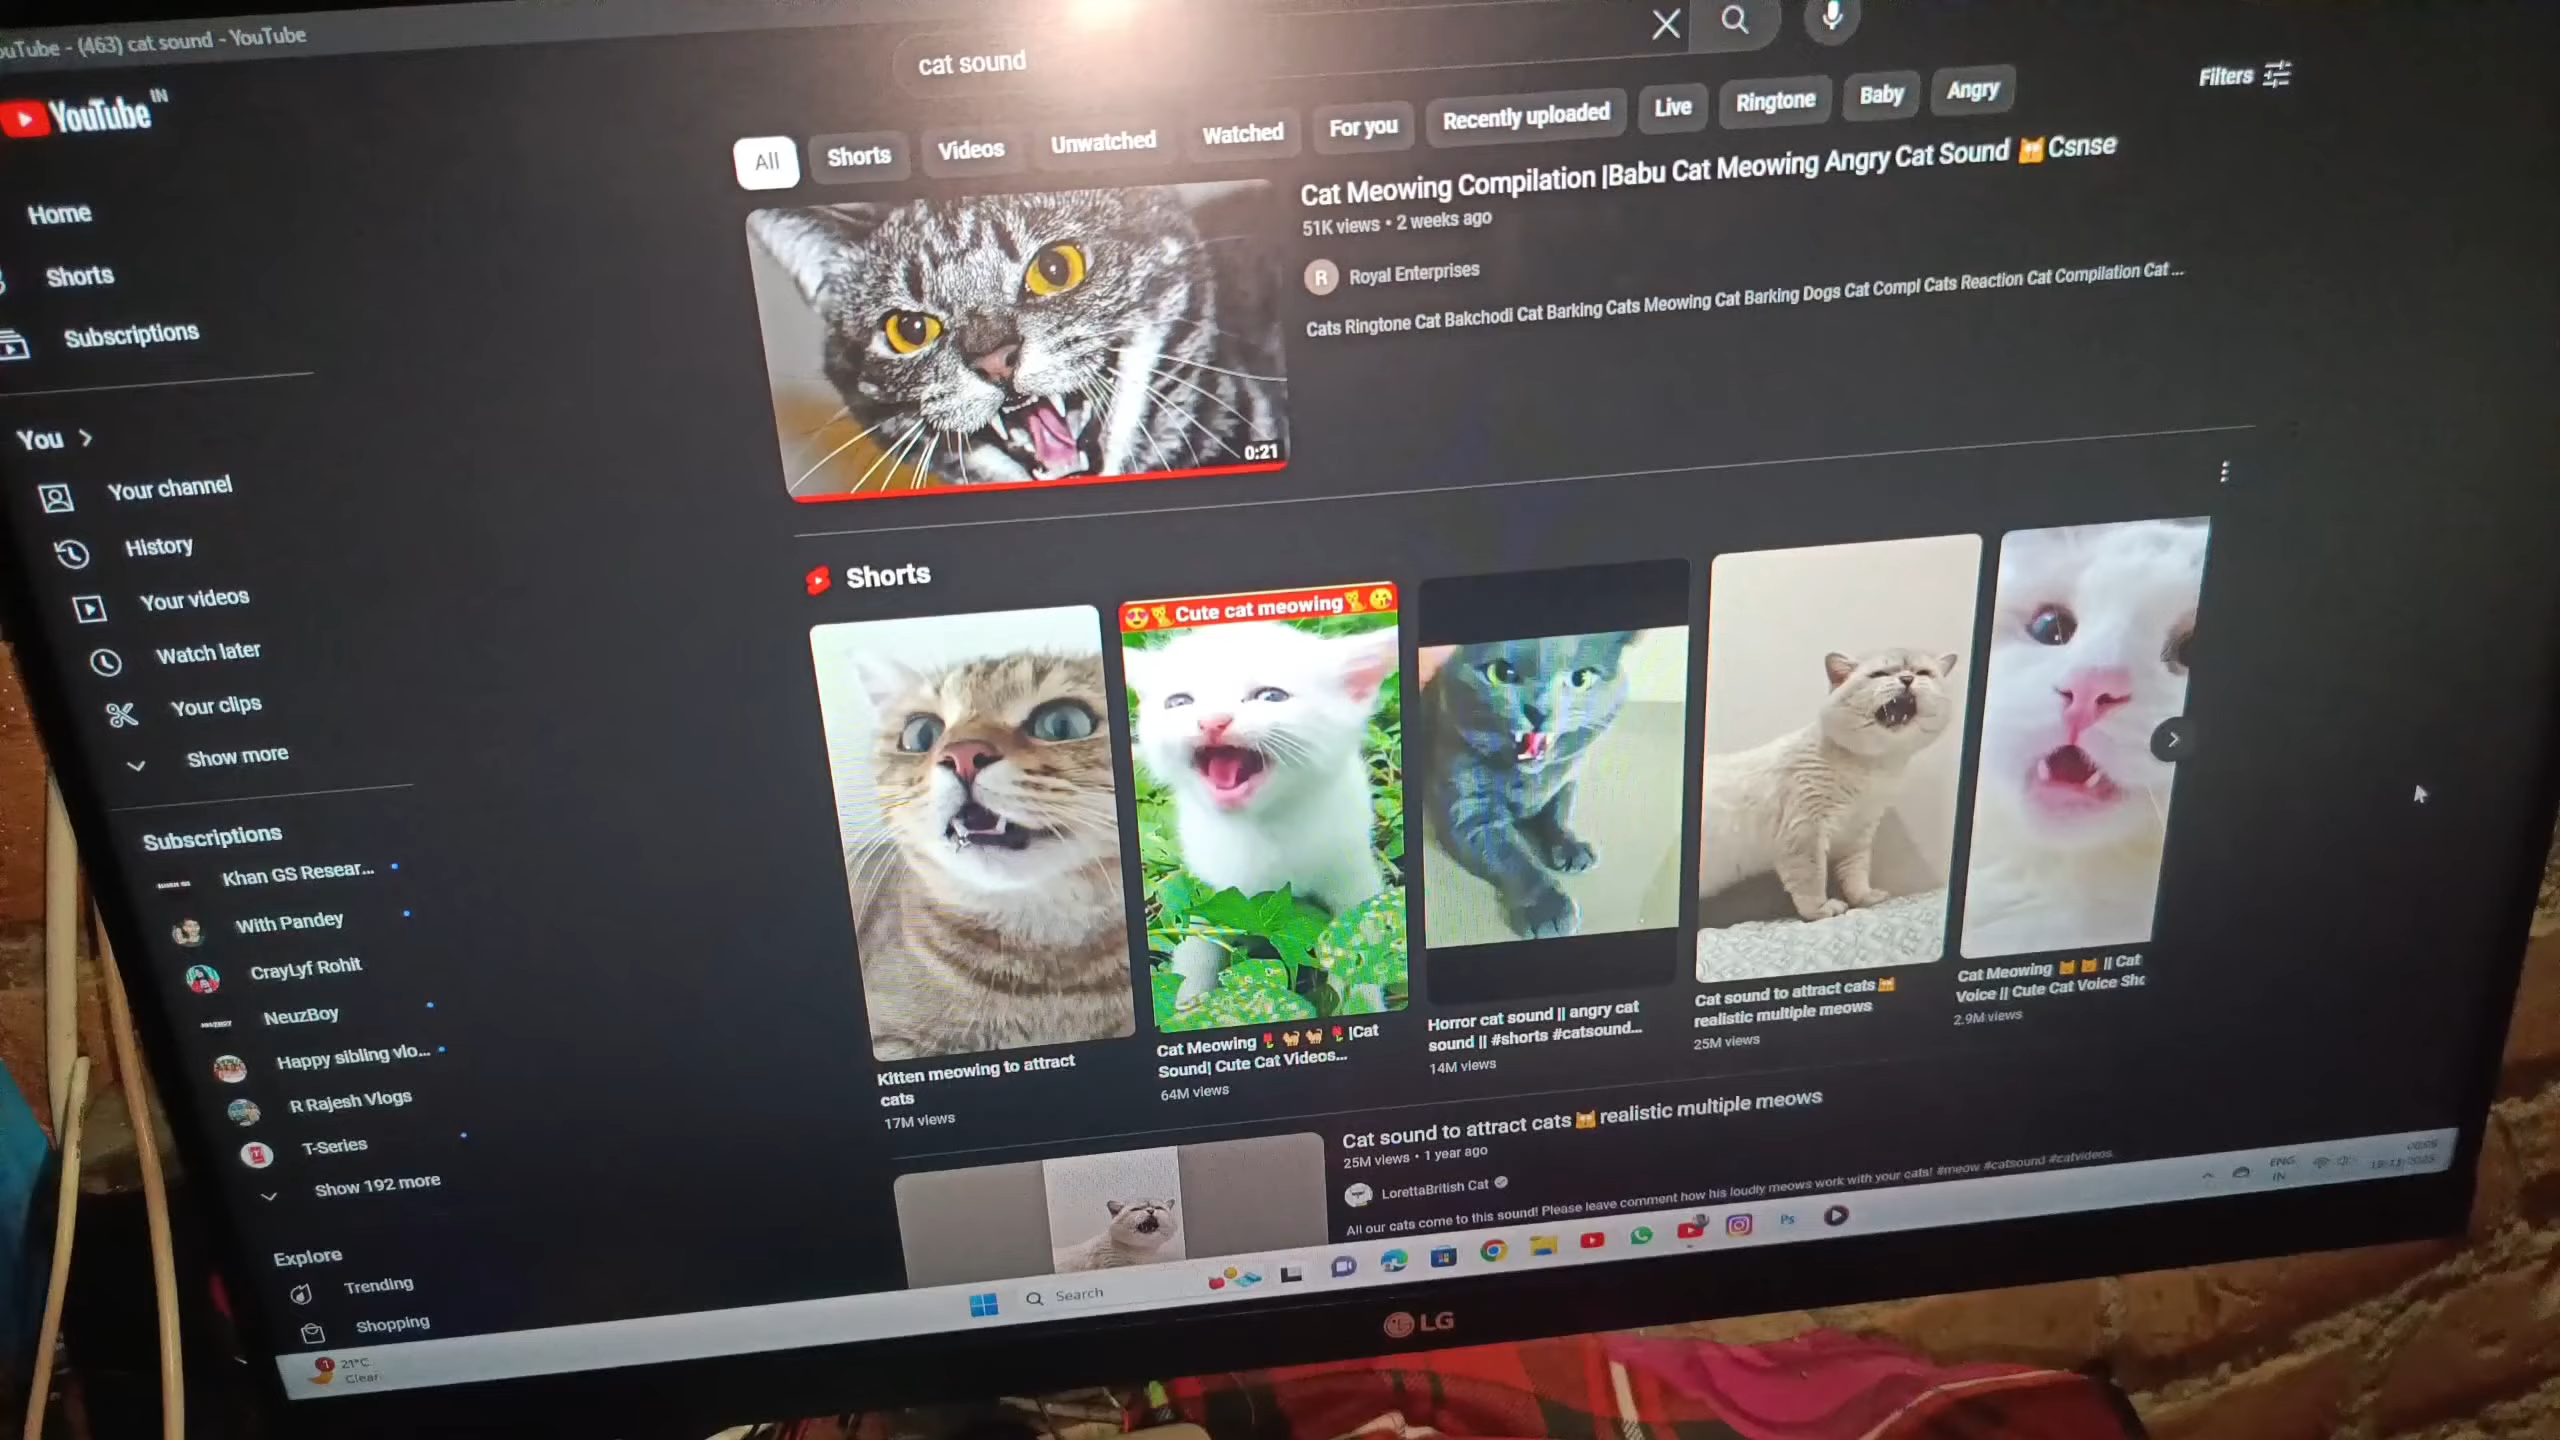 ouTube - (463) cat sound - YouTube
YouTube IN
cat sound
Filters
All Shorts Videos Unwatched Watched For you Recently uploaded Live Ringtone Baby Angry
Home
Shorts
Subscriptions
You
Your channel
History
Your videos
Watch later
Your clips
Show more
Subscriptions
Khan GS Resear...
With Pandey
CrayLyf Rohit
NeuzBoy
Happy sibling vlo...
R Rajesh Vlogs
T-Series
Show 192 more
Explore
Trending
Shopping
0:21
Cat Meowing Compilation |Babu Cat Meowing Angry Cat Sound 😺Csnse
51K views • 2 weeks ago
R Royal Enterprises
Cats Ringtone Cat Bakchodi Cat Barking Cats Meowing Cat Barking Dogs Cat Compl Cats Reaction Cat Compilation Cat ...
Shorts
Kitten meowing to attract
cats
17M views
😍🐈Cute cat meowing🐈😘
Cat Meowing 🌷🐈🐈🌷|Cat
Sound| Cute Cat Videos...
64M views
Horror cat sound || angry cat
sound || #shorts #catsound...
14M views
Cat sound to attract cats😺
realistic multiple meows
25M views
Cat Meowing 😺😺 || Cat
Voice || Cute Cat Voice Sho
2.9M views
Cat sound to attract cats😺realistic multiple meows
25M views • 1 year ago
LorettaBritish Cat
All our cats come to this sound! Please leave comment how his loudly meows work with your cats! #meow #catsound #catvideos.
1
21°C
Clear
Search
Ps
ENG
IN
LG